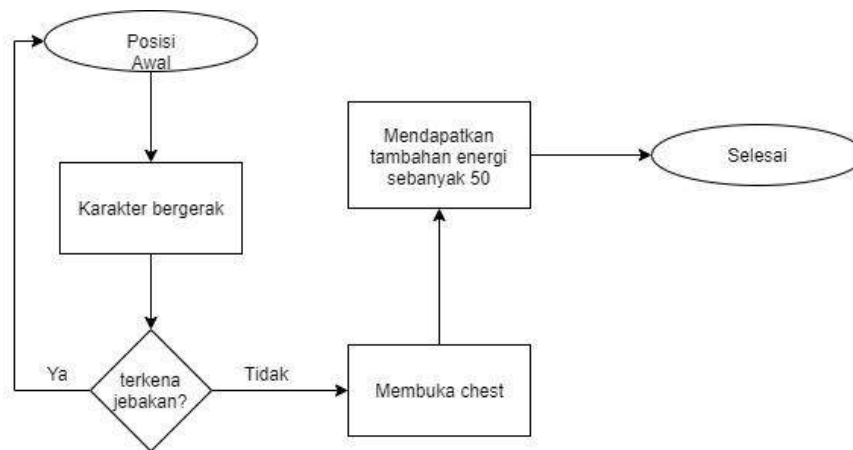 Posisi
Awal
Karakter bergerak
terkena
jebakan?
Ya
Tidak
Membuka chest
Mendapatkan
tambahan energi
sebanyak 50
Selesai